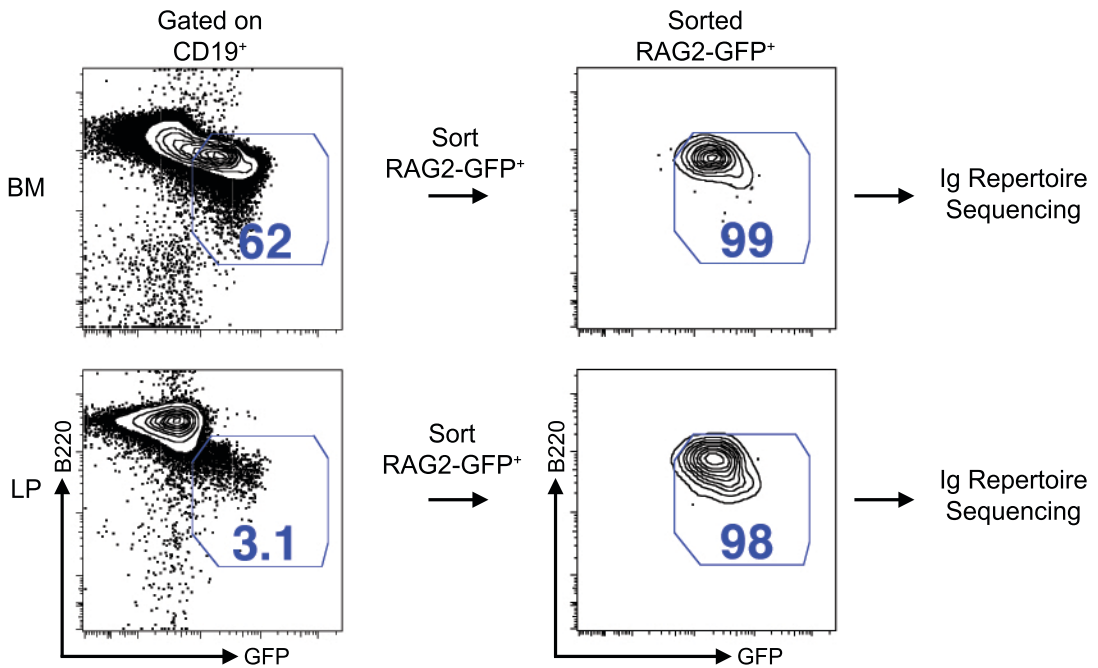 Gated on
CD19⁺
Sorted
RAG2-GFP⁺
BM
62
Sort
RAG2-GFP⁺
99
Ig Repertoire
Sequencing
LP
B220
3.1
GFP
Sort
RAG2-GFP⁺
B220
98
GFP
Ig Repertoire
Sequencing